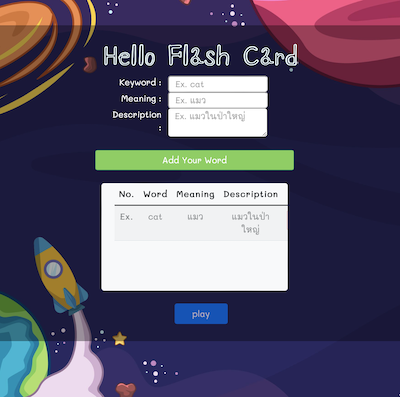 Hello Flash Card
Keyword : Ex. cat
Meaning : Ex. แมว
Description : Ex. แมวในป่าใหญ่
Add Your Word
No. Word Meaning Description
Ex. cat แมว แมวในป่า
ใหญ่
play